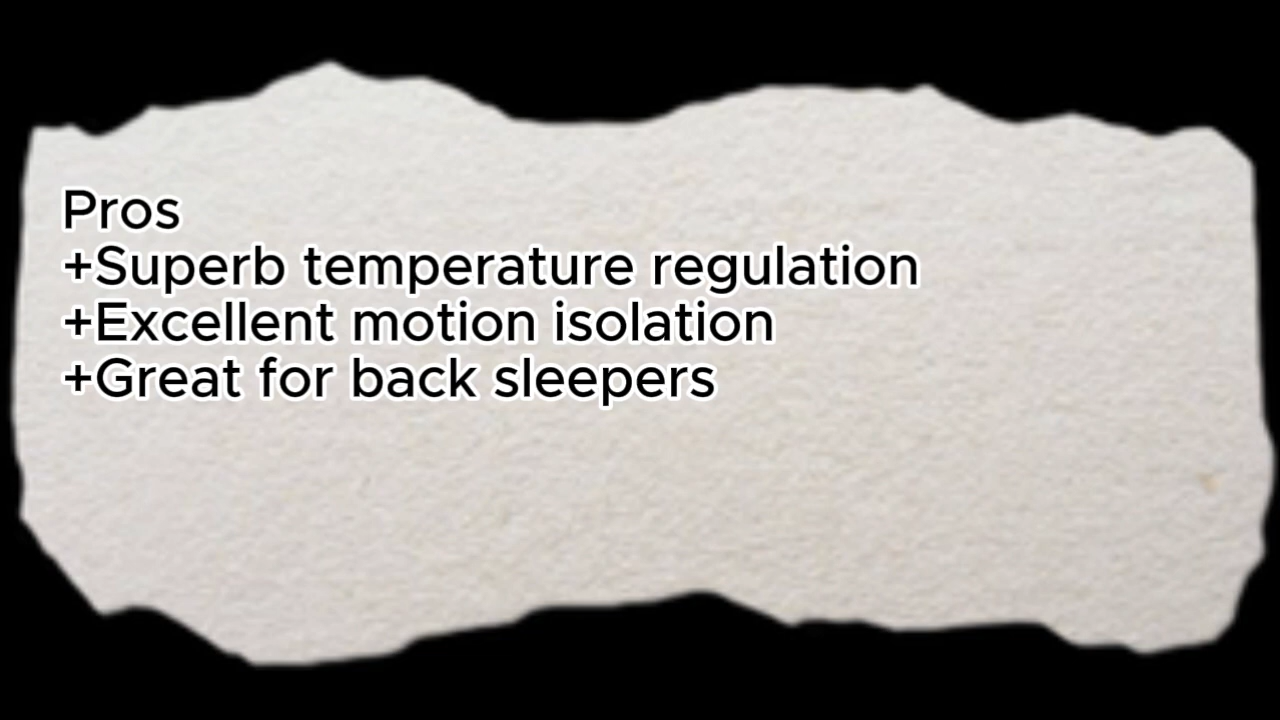 Pros
+Superb temperature regulation
+Excellent motion isolation
+Great for back sleepers